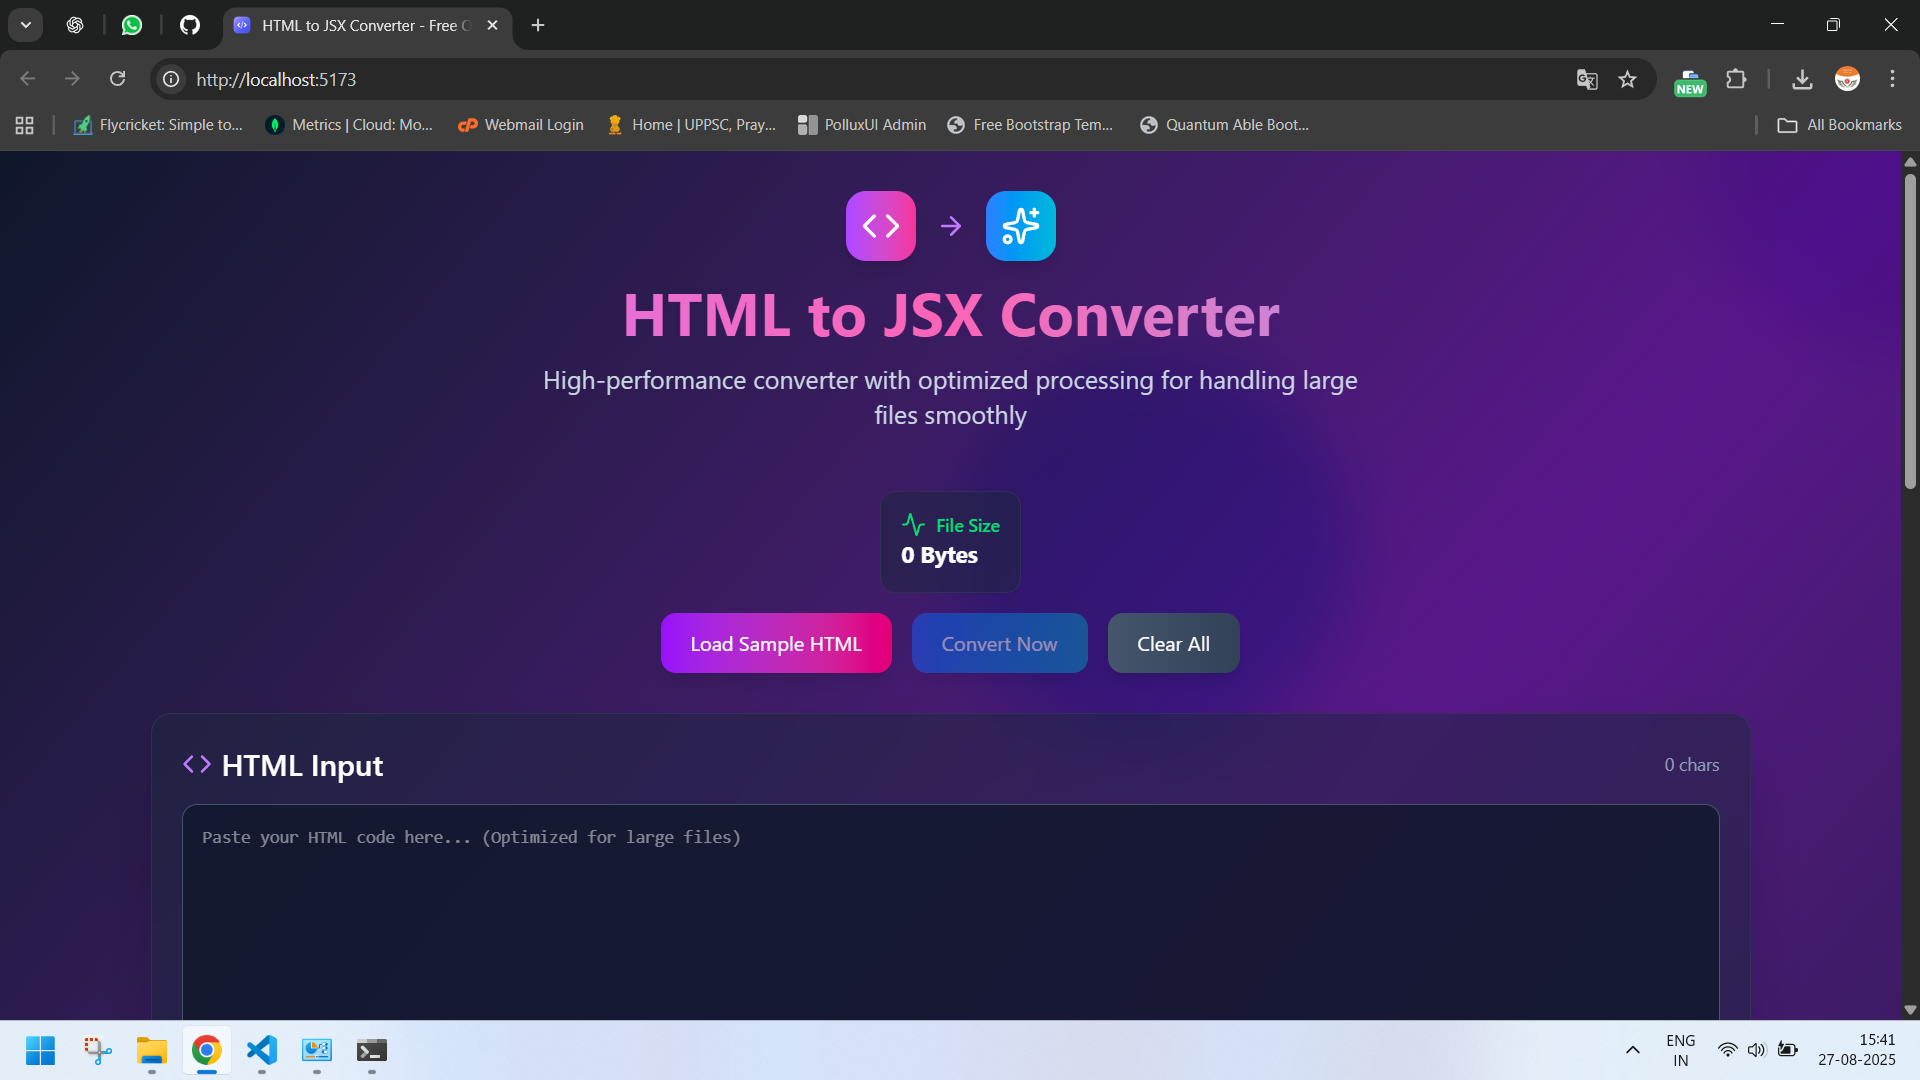 HTML to JSX Converter - Free O
http://localhost:5173
NEW
Flycricket: Simple to...
Metrics | Cloud: Mo...
Webmail Login
Home | UPPSC, Pray...
PolluxUI Admin
Free Bootstrap Tem...
Quantum Able Boot...
All Bookmarks
HTML to JSX Converter
High-performance converter with optimized processing for handling large
files smoothly
File Size
0 Bytes
Load Sample HTML
Convert Now
Clear All
HTML Input
0 chars
Paste your HTML code here... (Optimized for large files)
ENG
IN
15:41
27-08-2025